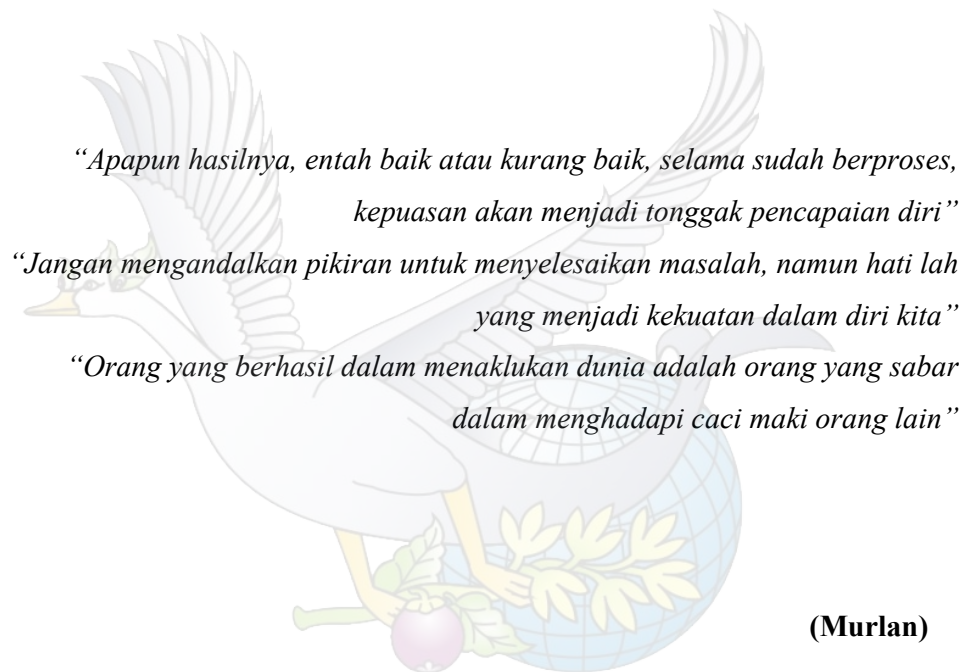 “Apapun hasilnya, entah baik atau kurang baik, selama sudah berproses,
kepuasan akan menjadi tonggak pencapaian diri”
“Jangan mengandalkan pikiran untuk menyelesaikan masalah, namun hati lah
yang menjadi kekuatan dalam diri kita”
“Orang yang berhasil dalam menaklukan dunia adalah orang yang sabar
dalam menghadapi caci maki orang lain”
(Murlan)